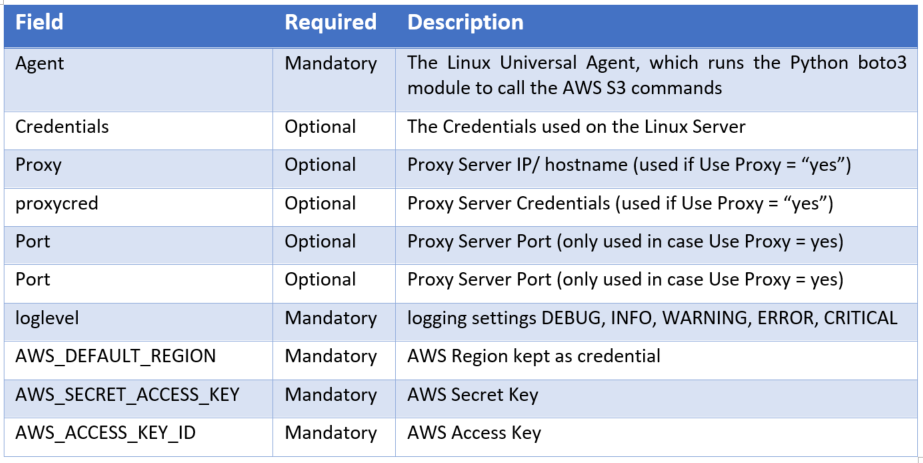 Field Required Description
Agent Mandatory The Linux Universal Agent, which runs the Python boto3
module to call the AWS S3 commands
Credentials Optional The Credentials used on the Linux Server
Proxy Optional Proxy Server IP/ hostname (used if Use Proxy = “yes”)
proxycred Optional Proxy Server Credentials (used if Use Proxy = “yes”)
Port Optional Proxy Server Port (only used in case Use Proxy = yes)
Port Optional Proxy Server Port (only used in case Use Proxy = yes)
loglevel Mandatory logging settings DEBUG, INFO, WARNING, ERROR, CRITICAL
AWS_DEFAULT_REGION Mandatory AWS Region kept as credential
AWS_SECRET_ACCESS_KEY Mandatory AWS Secret Key
AWS_ACCESS_KEY_ID Mandatory AWS Access Key